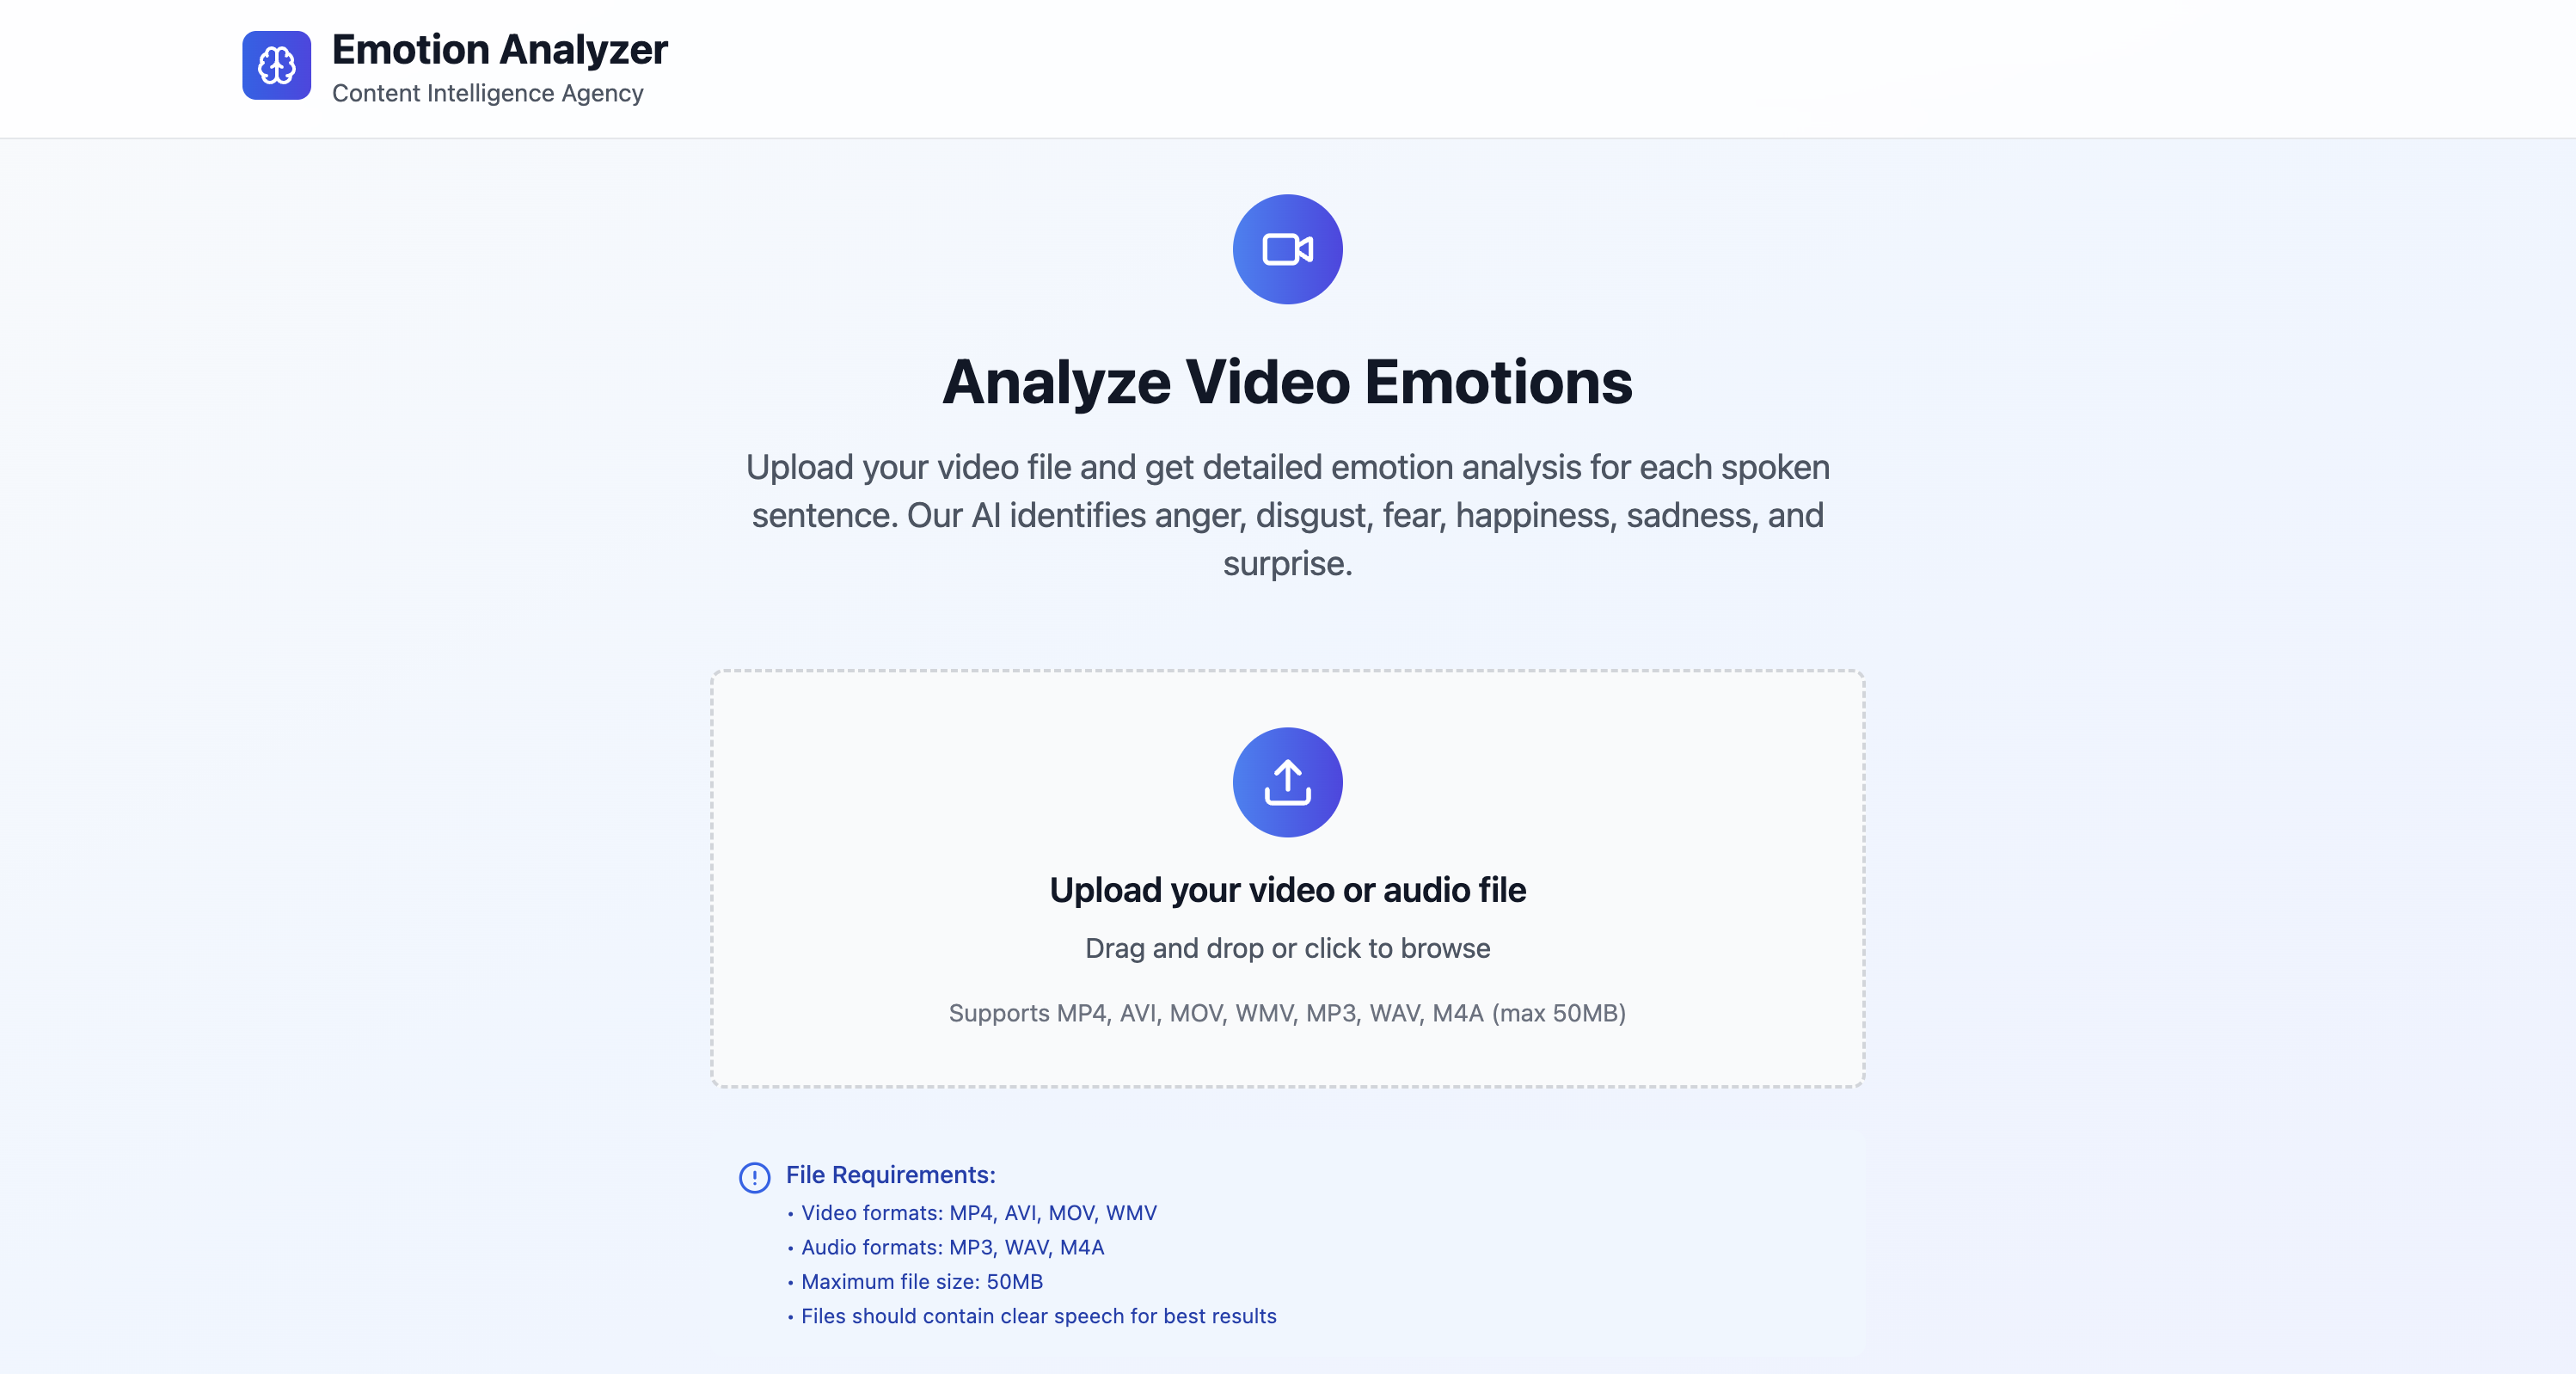 Emotion Analyzer
Content Intelligence Agency
Analyze Video Emotions
Upload your video file and get detailed emotion analysis for each spoken
sentence. Our AI identifies anger, disgust, fear, happiness, sadness, and
surprise.
Upload your video or audio file
Drag and drop or click to browse
Supports MP4, AVI, MOV, WMV, MP3, WAV, M4A (max 50MB)
File Requirements:
• Video formats: MP4, AVI, MOV, WMV
• Audio formats: MP3, WAV, M4A
• Maximum file size: 50MB
• Files should contain clear speech for best results